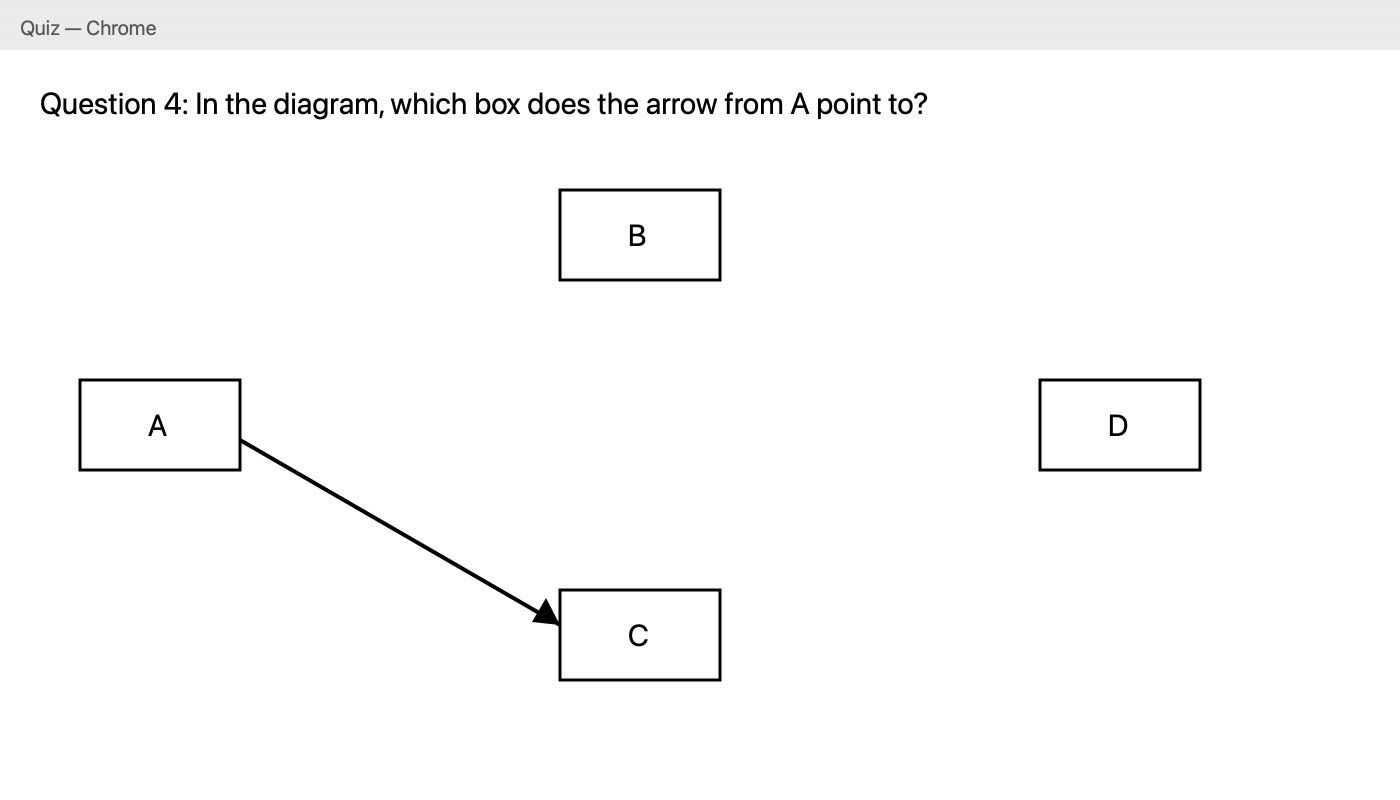 Quiz — Chrome
Question 4: In the diagram, which box does the arrow from A point to?
B
A
D
C